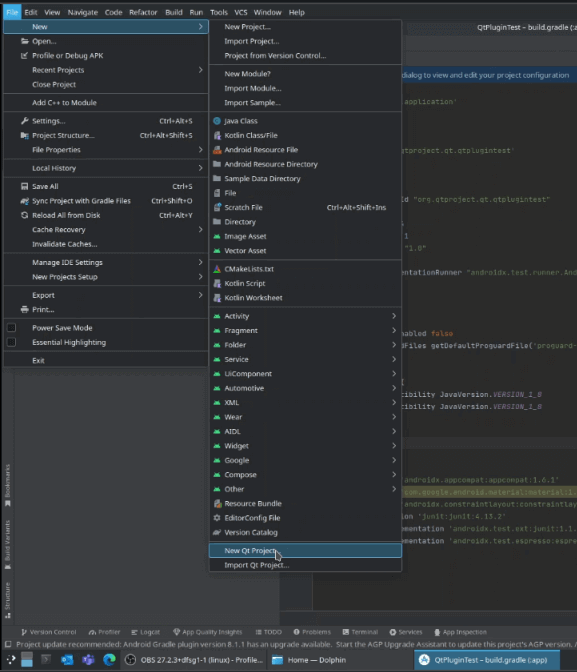 File Edit View Navigate Code Refactor Build Run Tools VCS Window Help
QtPluginTest – build.gradle (:a
New
Open...
Profile or Debug APK
Recent Projects
Close Project
Add C++ to Module
Settings... Ctrl+Alt+S
Project Structure... Ctrl+Alt+Shift+S
File Properties
Local History
Save All Ctrl+S
Sync Project with Gradle Files Ctrl+Shift+O
Reload All from Disk Ctrl+Alt+Y
Cache Recovery
Invalidate Caches...
Manage IDE Settings
New Projects Setup
Export
Print...
Power Save Mode
Essential Highlighting
Exit
New Project...
Import Project...
Project from Version Control...
New Module?
Import Module...
Import Sample...
Java Class
Kotlin Class/File
Android Resource File
Android Resource Directory
Sample Data Directory
File
Scratch File Ctrl+Alt+Shift+Ins
Directory
Image Asset
Vector Asset
CMakeLists.txt
Kotlin Script
Kotlin Worksheet
Activity
Fragment
Folder
Service
UiComponent
Automotive
XML
Wear
AIDL
Widget
Google
Compose
Other
Resource Bundle
EditorConfig File
Version Catalog
New Qt Project...
Import Qt Project...
dialog to view and edit your project configuration
application'
qtproject.qt.qtplugintest'
d "org.qtproject.qt.qtplugintest"
1
"1.0"
entationRunner "androidx.test.runner.And
abled false
dFiles getDefaultProguardFile('proguard-
{
ibility JavaVersion.VERSION_1_8
ibility JavaVersion.VERSION_1_8
androidx.appcompat:appcompat:1.6.1'
com.google.android.material:material:1.
androidx.constraintlayout:constraintlay
on 'junit:junit:4.13.2'
mentation 'androidx.test.ext:junit:1.1.
mentation 'androidx.test.espresso:espre
Bookmarks
Build Variants
Structure
Version Control Profiler Logcat App Quality Insights TODO Problems Terminal Services App Inspection
Project update recommended: Android Gradle plugin version 8.1.1 has an upgrade available. Start the AGP Upgrade Assistant to update this project's AGP version.
OBS 27.2.3+dfsg1-1 (linux) - Profile... Home — Dolphin QtPluginTest – build.gradle (:app)